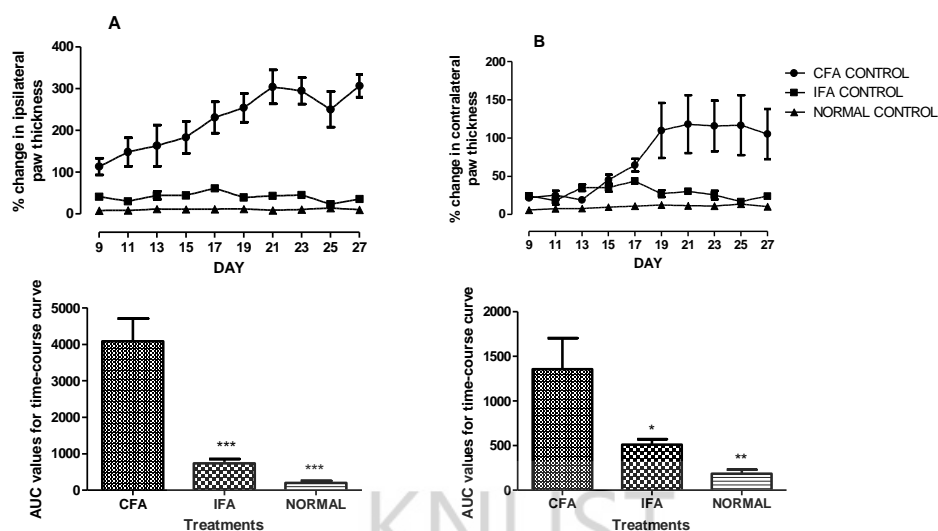 A
% change in ipsilateral
paw thickness
400
300
200
100
0
9 11 13 15 17 19 21 23 25 27
DAY
B
% change in contralateral
paw thickness
200
150
100
50
0
9 11 13 15 17 19 21 23 25 27
DAY
CFA CONTROL
IFA CONTROL
NORMAL CONTROL
AUC values for time-course curve
5000
4000
3000
2000
1000
0
***
***
CFA IFA NORMAL
Treatments
AUC values for time-course curve
2000
1500
1000
500
0
*
**
CFA IFA NORMAL
Treatments
KNUST